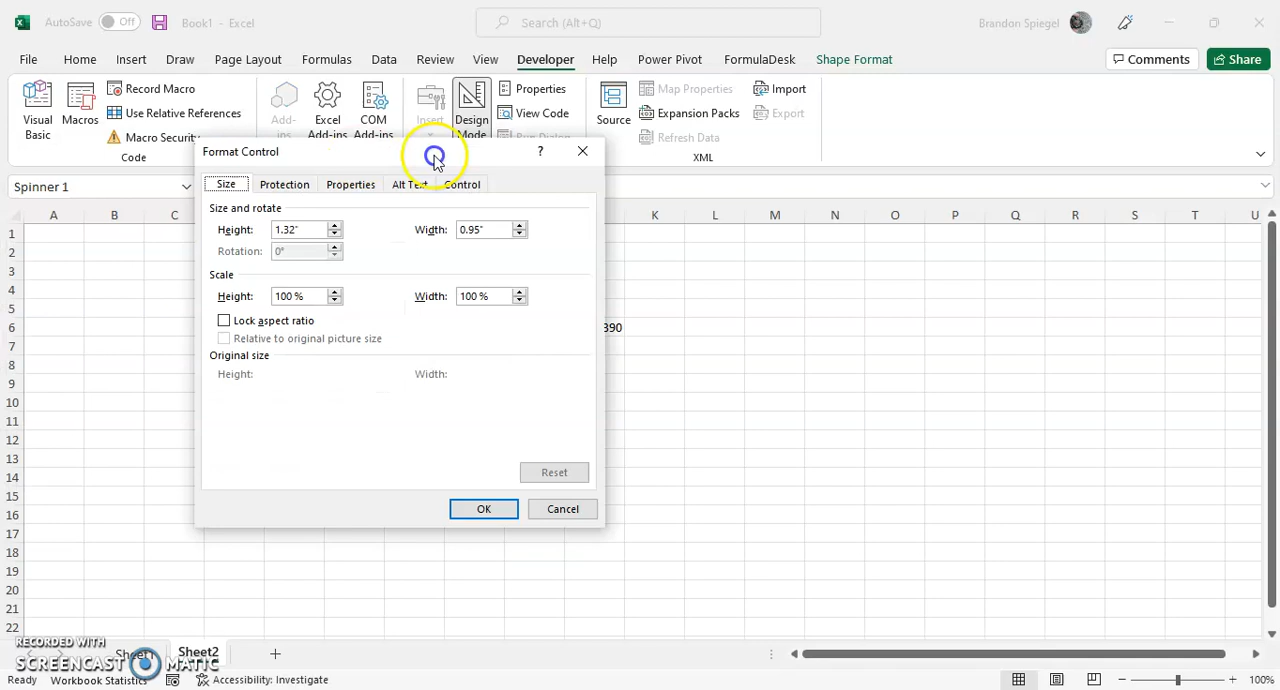 AutoSave Off Book1 - Excel Search (Alt+Q) Brandon Spiegel
File Home Insert Draw Page Layout Formulas Data Review View Developer Help Power Pivot FormulaDesk Shape Format Comments Share
Visual Basic
Macros
Record Macro
Use Relative References
Macro Security
Code
Add-ins
Excel Add-ins
COM Add-ins
Insert
Design Mode
Properties
View Code
Run Dialog
Source
Map Properties
Expansion Packs
Refresh Data
Import
Export
XML
Spinner 1
Format Control ?
Size Protection Properties Alt Text Control
Size and rotate
Height: 1.32" Width: 0.95"
Rotation: 0°
Scale
Height: 100 % Width: 100 %
Lock aspect ratio
Relative to original picture size
Original size
Height: Width:
Reset
OK Cancel
A B C K L M N O P Q R S T U
1
2
3
4
5
6 390
7
8
9
10
11
12
13
14
15
16
17
18
19
20
21
22
RECORDED WITH
SCREENCAST MATIC
Sheet1 Sheet2
Ready Workbook Statistics Accessibility: Investigate 100%